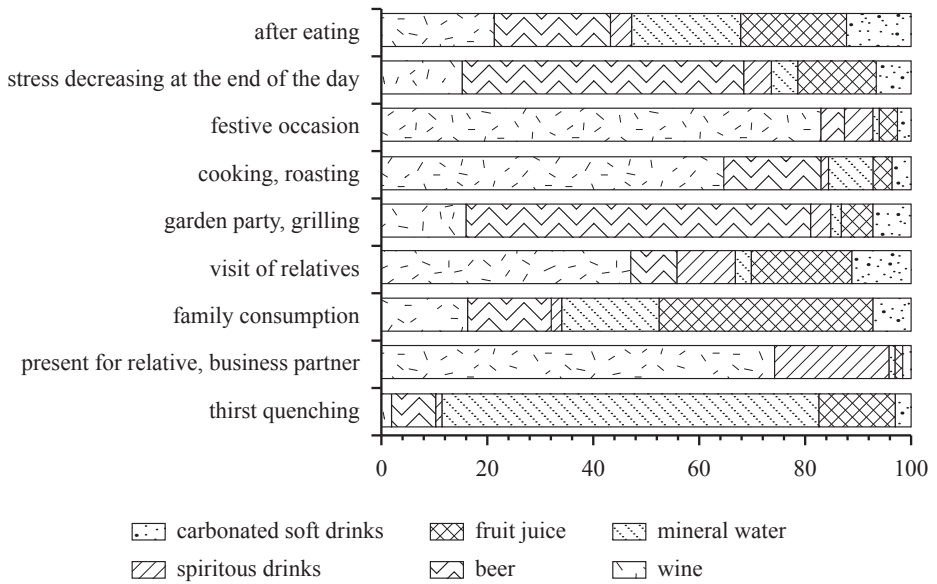 after eating
stress decreasing at the end of the day
festive occasion
cooking, roasting
garden party, grilling
visit of relatives
family consumption
present for relative, business partner
thirst quenching
0 20 40 60 80 100
carbonated soft drinks fruit juice mineral water
spiritous drinks beer wine